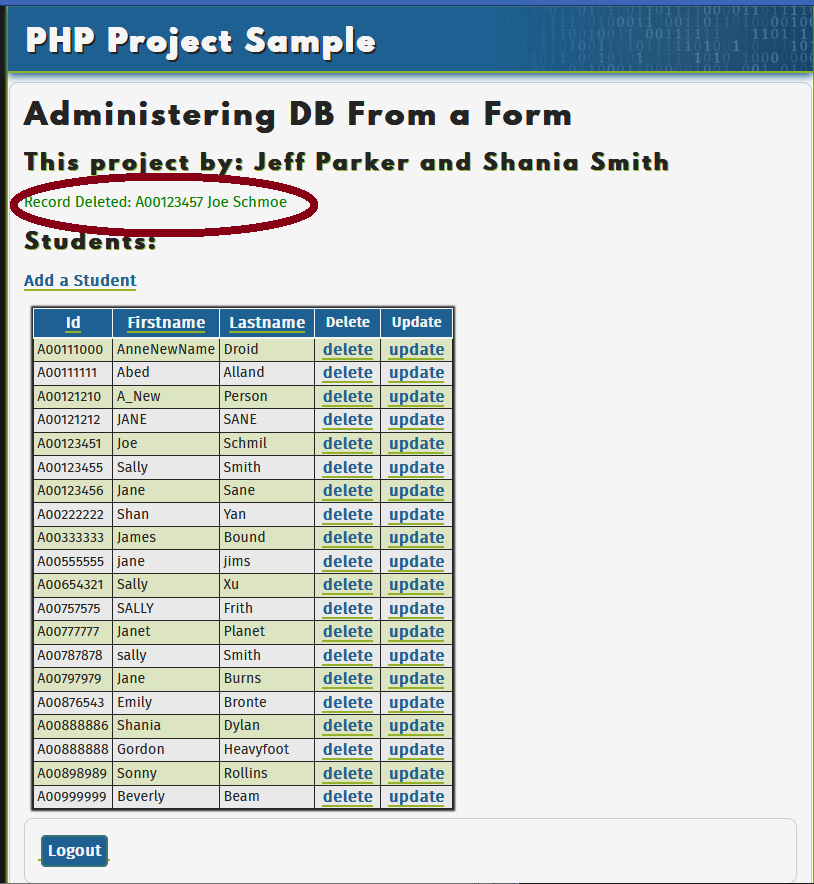 PHP Project Sample
Administering DB From a Form
This project by: Jeff Parker and Shania Smith
Record Deleted: A00123457 Joe Schmoe
Students:
Add a Student
Id Firstname Lastname Delete Update
A00111000 AnneNewName Droid delete update
A00111111 Abed Alland delete update
A00121210 A_New Person delete update
A00121212 JANE SANE delete update
A00123451 Joe Schmil delete update
A00123455 Sally Smith delete update
A00123456 Jane Sane delete update
A00222222 Shan Yan delete update
A00333333 James Bound delete update
A00555555 jane jims delete update
A00654321 Sally Xu delete update
A00757575 SALLY Frith delete update
A00777777 Janet Planet delete update
A00787878 sally Smith delete update
A00797979 Jane Burns delete update
A00876543 Emily Bronte delete update
A00888886 Shania Dylan delete update
A00888888 Gordon Heavyfoot delete update
A00898989 Sonny Rollins delete update
A00999999 Beverly Beam delete update
Logout